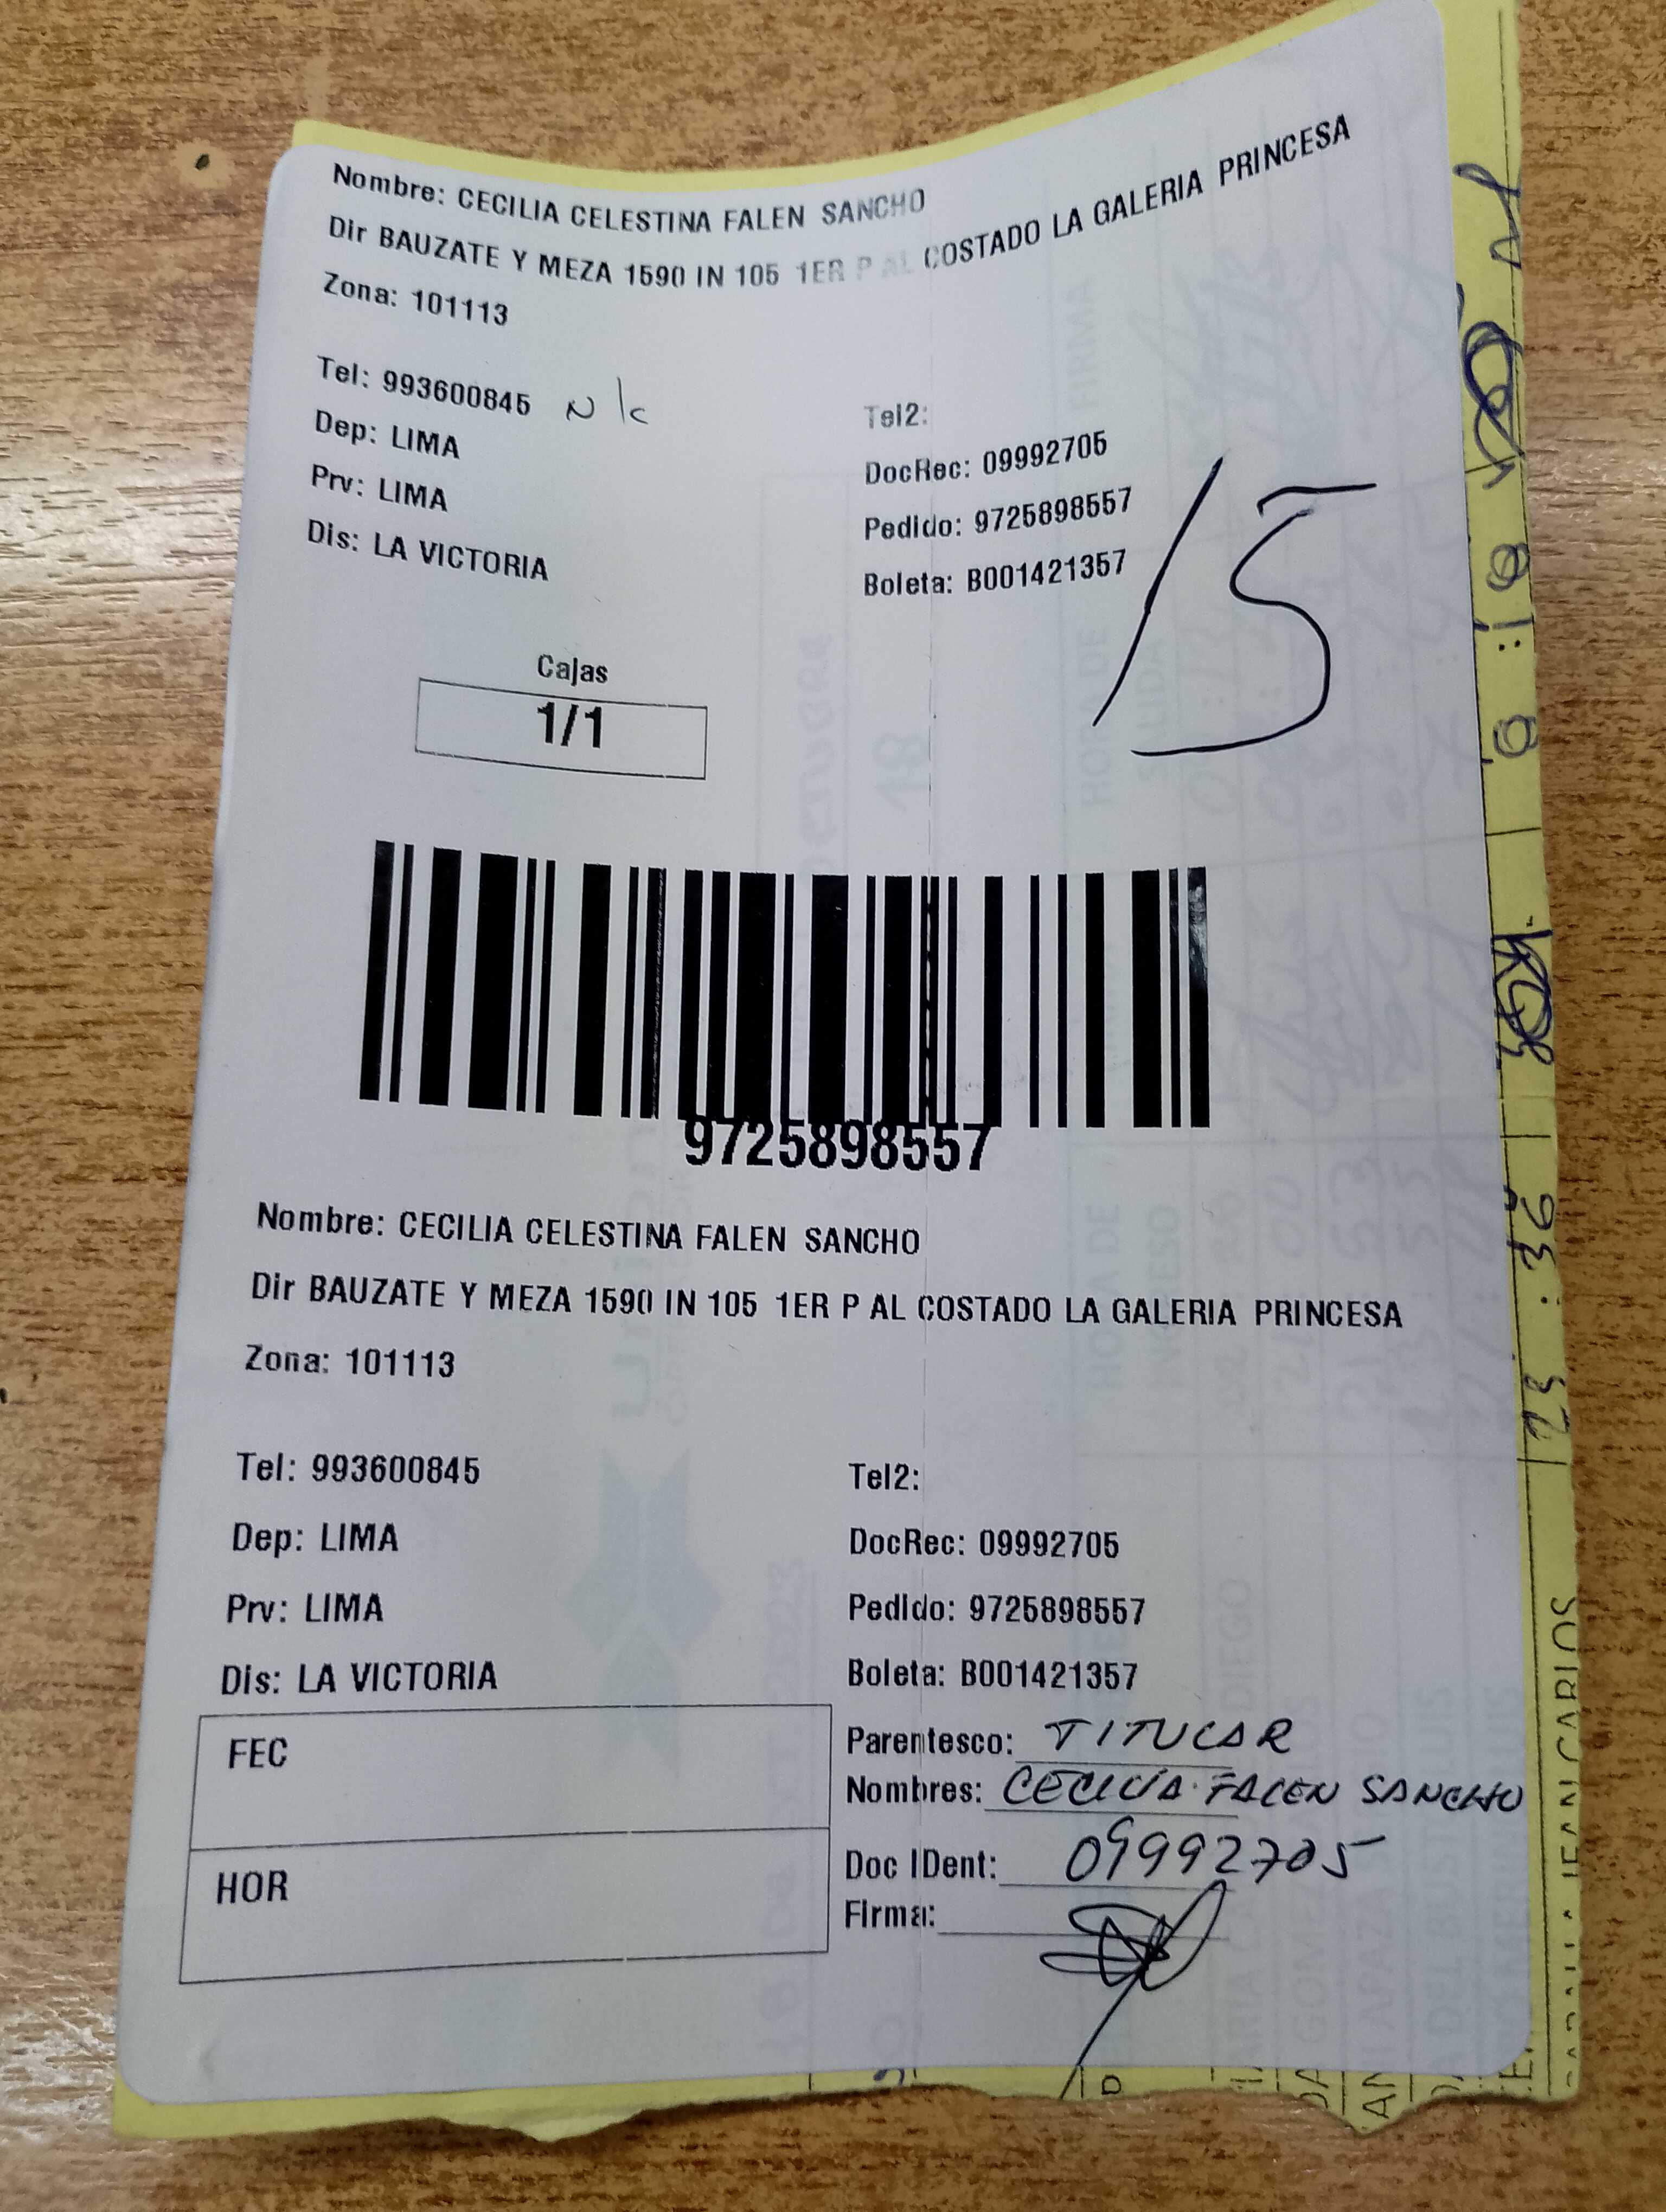 Nombre: CECILIA CELESTINA FALEN SANCHO
Dir BAUZATE Y MEZA 1590 IN 105 1ER P AL COSTADO LA GALERIA PRINCESA
Zona: 101113
Tel: 993600845 N K
Tel2:
Dep: LIMA
DocRec: 09992705
Prv: LIMA
Pedido: 9725898557
Dis: LA VICTORIA
Boleta: B001421357
15
Cajas
1/1
9725898557
Nombre: CECILIA CELESTINA FALEN SANCHO
Dir BAUZATE Y MEZA 1590 IN 105 1ER P AL COSTADO LA GALERIA PRINCESA
Zona: 101113
Tel: 993600845
Tel2:
Dep: LIMA
DocRec: 09992705
Prv: LIMA
Pedido: 9725898557
Dis: LA VICTORIA
Boleta: B001421357
FEC
Parentesco: TITULAR
Nombres: CECILIA FALEN SANCHO
HOR
Doc IDent: 09992705
Firma:
23:36
JEAN CARLOS